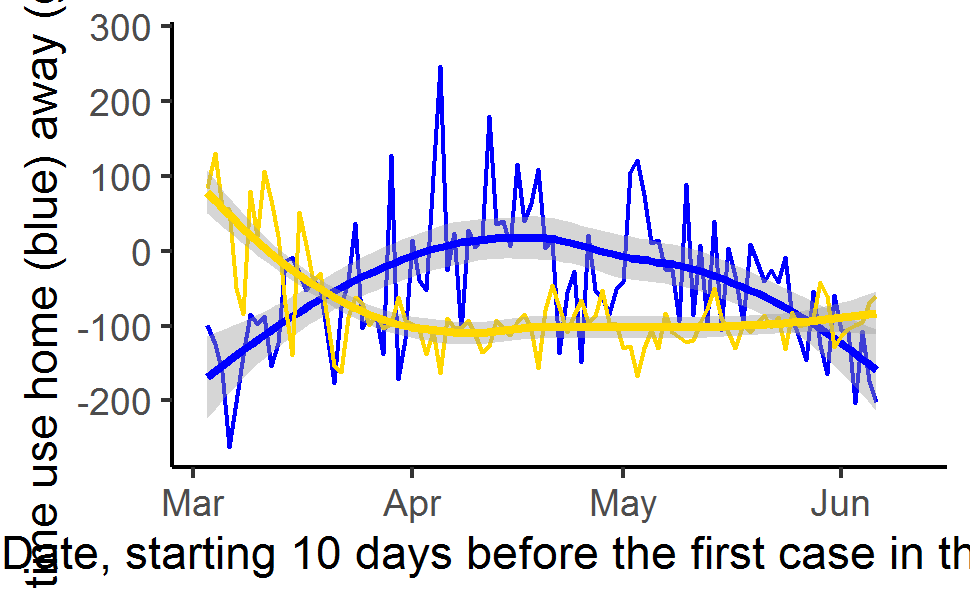 time use home (blue) away (
300
200
100
0
-100
-200
Mar Apr May Jun
Date, starting 10 days before the first case in th